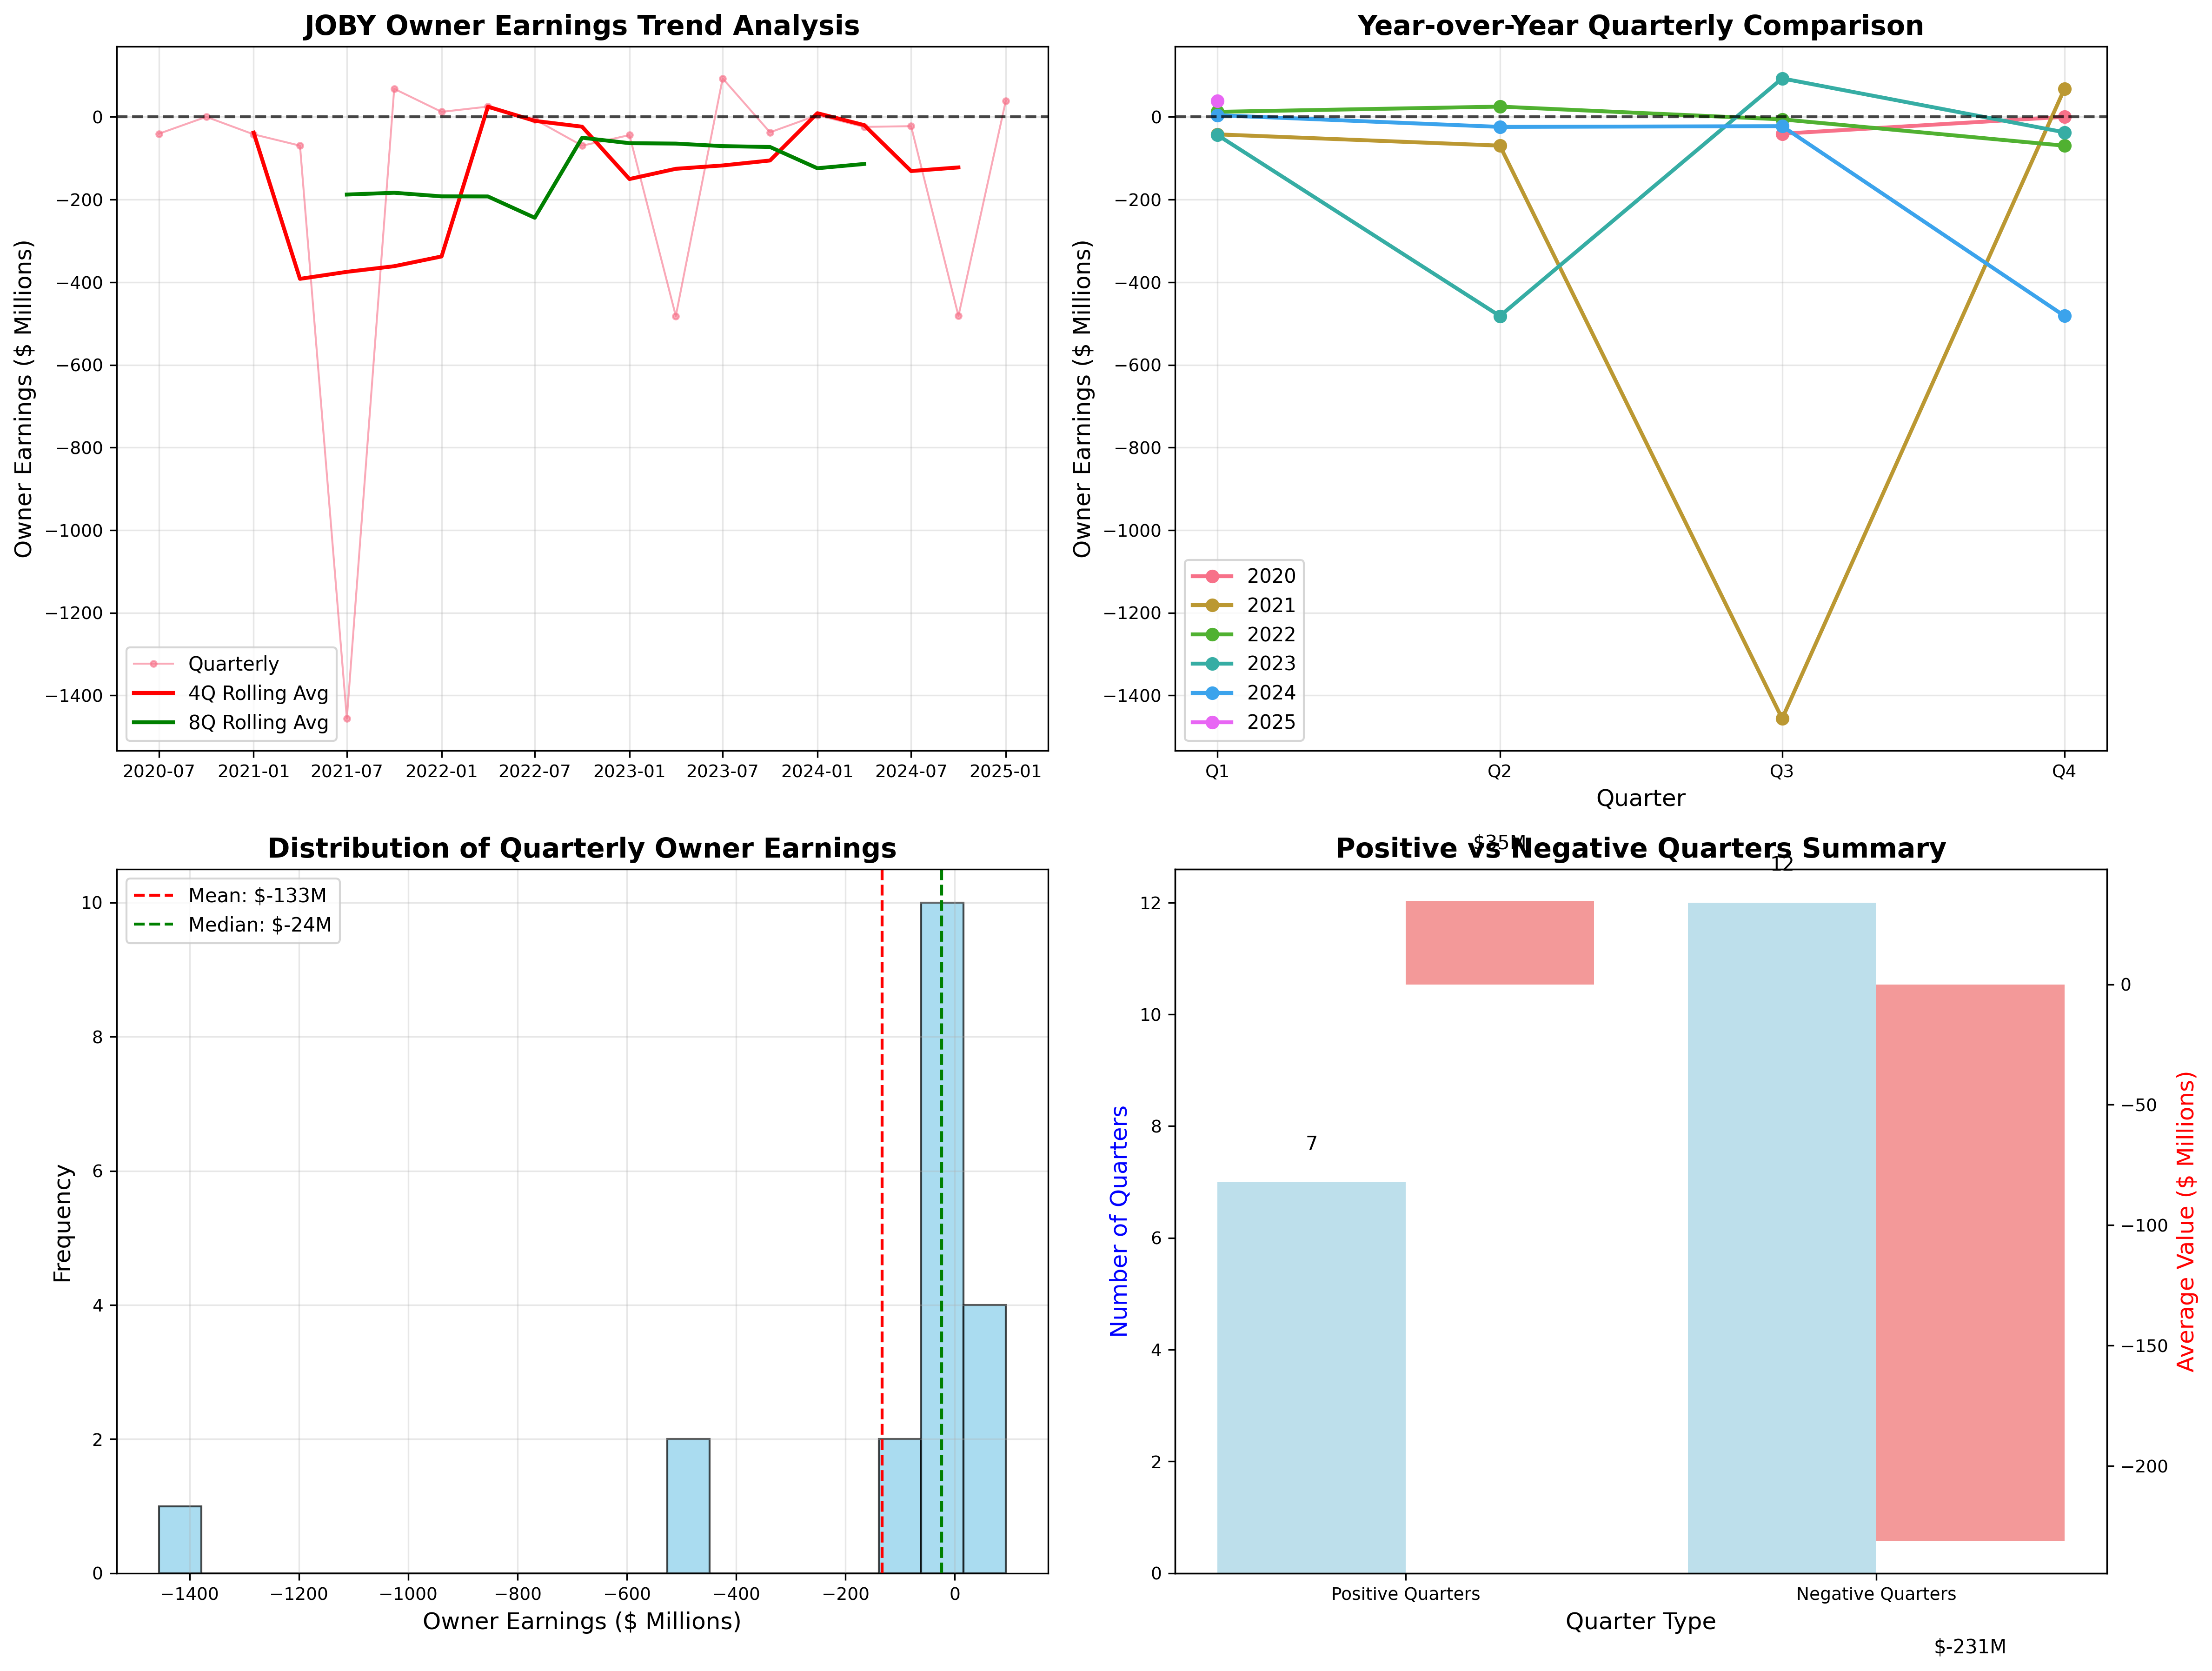 JOBY Owner Earnings Trend Analysis
Owner Earnings ($ Millions)
0
−200
−400
−600
−800
−1000
−1200
−1400
Quarterly
4Q Rolling Avg
8Q Rolling Avg
2020-07 2021-01 2021-07 2022-01 2022-07 2023-01 2023-07 2024-01 2024-07 2025-01
Year-over-Year Quarterly Comparison
Owner Earnings ($ Millions)
0
−200
−400
−600
−800
−1000
−1200
−1400
2020
2021
2022
2023
2024
2025
Q1 Q2 Q3 Q4
Quarter
Distribution of Quarterly Owner Earnings
Mean: $-133M
Median: $-24M
Frequency
10
8
6
4
2
0
−1400 −1200 −1000 −800 −600 −400 −200 0
Owner Earnings ($ Millions)
$35M
Positive vs Negative Quarters Summary
12
Number of Quarters
12
10
8
6
4
2
0
7
0
−50
−100
−150
−200
Average Value ($ Millions)
Positive Quarters Negative Quarters
Quarter Type
$-231M